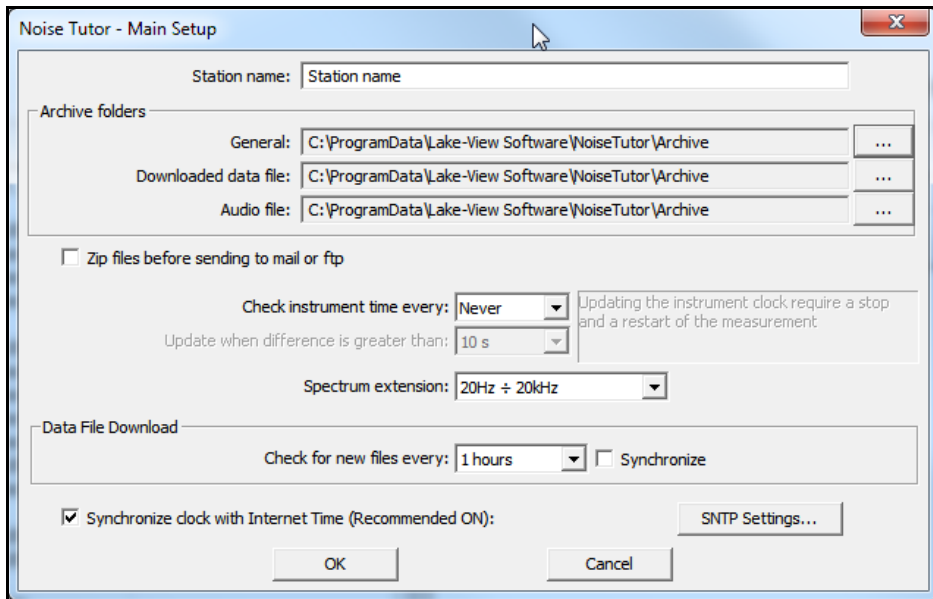 Noise Tutor - Main Setup
Station name: Station name
Archive folders
General: C:\ProgramData\Lake-View Software\NoiseTutor\Archive ...
Downloaded data file: C:\ProgramData\Lake-View Software\NoiseTutor\Archive ...
Audio file: C:\ProgramData\Lake-View Software\NoiseTutor\Archive ...
Zip files before sending to mail or ftp
Check instrument time every: Never
Updating the instrument clock require a stop
and a restart of the measurement
Update when difference is greater than: 10 s
Spectrum extension: 20Hz ÷ 20kHz
Data File Download
Check for new files every: 1 hours Synchronize
Synchronize clock with Internet Time (Recommended ON): SNTP Settings...
OK Cancel